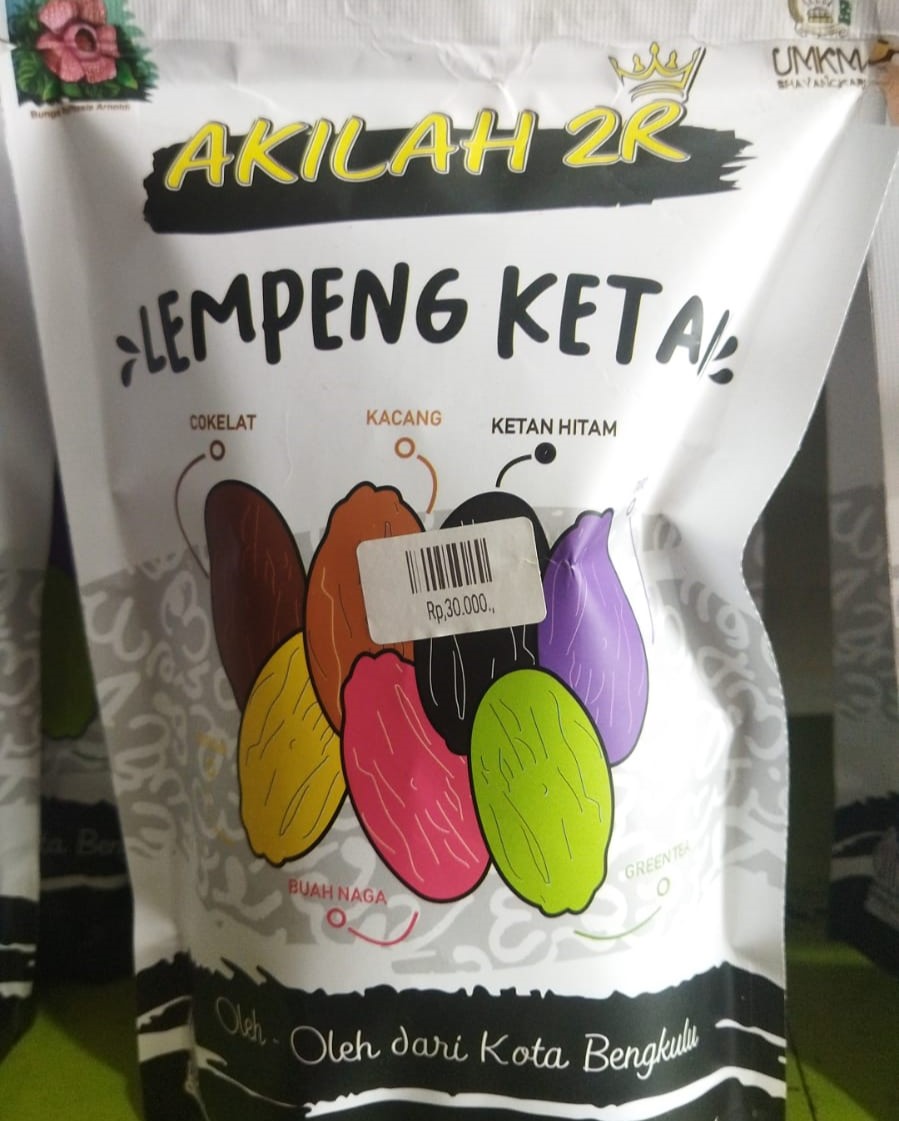 UMKM
BHAYANGKARI
AKILAH 2R
LEMPENG KETAN
COKELAT
KACANG
KETAN HITAM
Rp,30.000.,
BUAH NAGA
GREEN TEA
Oleh - Oleh dari Kota Bengkulu